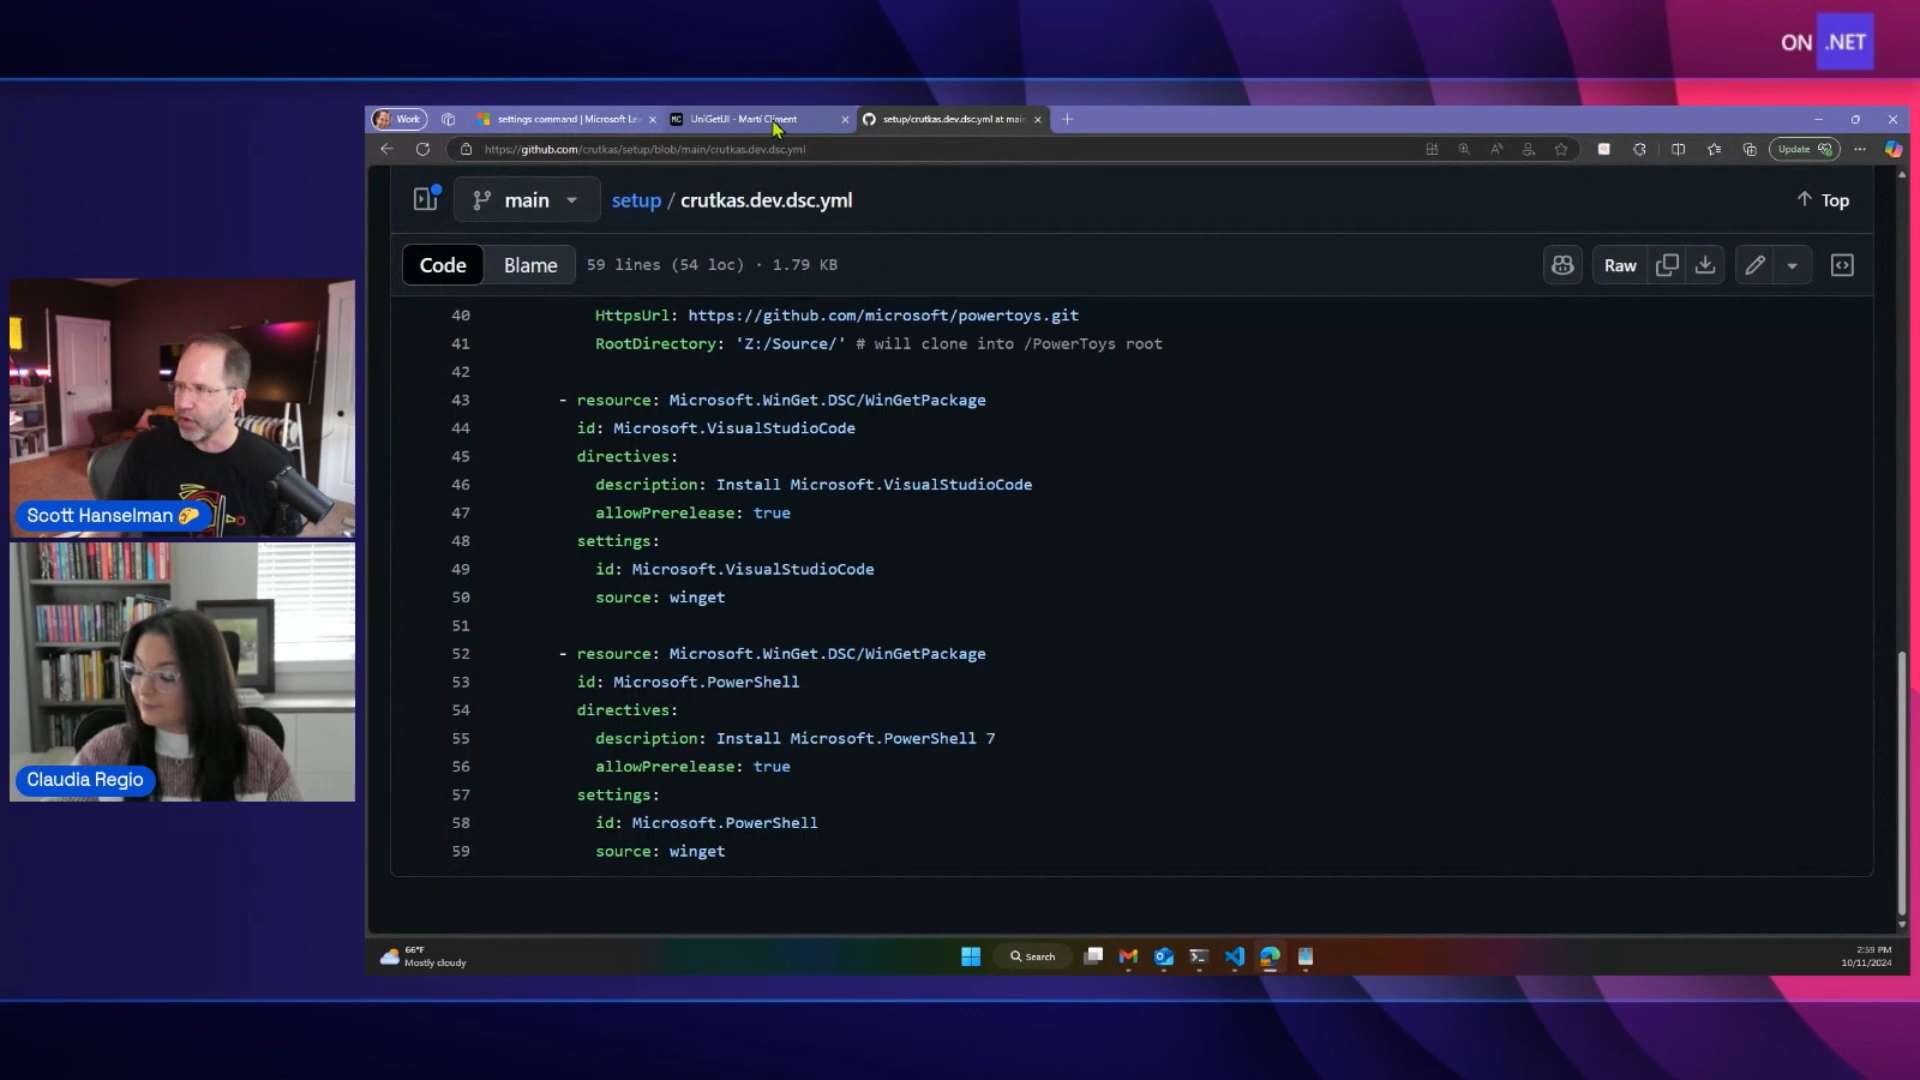 ON .NET
Work
settings command | Microsoft Le
UniGetUI - Martí Climent
setup/crutkas.dev.dsc.yml at main
https://github.com/crutkas/setup/blob/main/crutkas.dev.dsc.yml
Update
main
setup / crutkas.dev.dsc.yml
Top
Code
Blame
59 lines (54 loc) · 1.79 KB
Raw
40 HttpsUrl: https://github.com/microsoft/powertoys.git
41 RootDirectory: 'Z:/Source/' # will clone into /PowerToys root
42
43 - resource: Microsoft.WinGet.DSC/WinGetPackage
44 id: Microsoft.VisualStudioCode
45 directives:
46 description: Install Microsoft.VisualStudioCode
47 allowPrerelease: true
48 settings:
49 id: Microsoft.VisualStudioCode
50 source: winget
51
52 - resource: Microsoft.WinGet.DSC/WinGetPackage
53 id: Microsoft.PowerShell
54 directives:
55 description: Install Microsoft.PowerShell 7
56 allowPrerelease: true
57 settings:
58 id: Microsoft.PowerShell
59 source: winget
Scott Hanselman 🌮
Claudia Regio
66°F
Mostly cloudy
Search
2:59 PM
10/11/2024